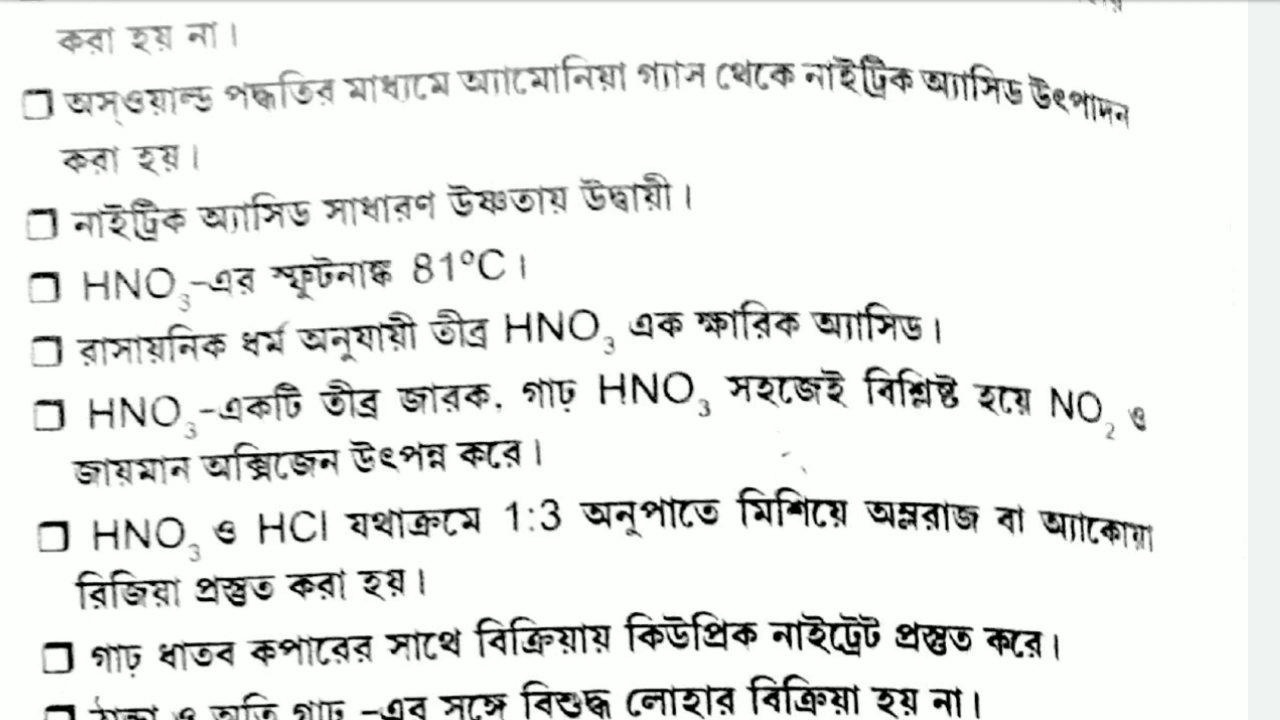 করা হয় না।
❒ অস্ওয়াল্ড পদ্ধতির মাধ্যমে অ্যামোনিয়া গ্যাস থেকে নাইট্রিক অ্যাসিড উৎপাদন
করা হয়।
❒ নাইট্রিক অ্যাসিড সাধারণ উষ্ণতায় উদ্বায়ী।
❒ HNO₃-এর স্ফুটনাঙ্ক 81°C।
❒ রাসায়নিক ধর্ম অনুযায়ী তীব্র HNO₃ এক ক্ষারিক অ্যাসিড।
❒ HNO₃-একটি তীব্র জারক, গাঢ় HNO₃ সহজেই বিশ্লিষ্ট হয়ে NO₂ ও
জায়মান অক্সিজেন উৎপন্ন করে।
❒ HNO₃ ও HCl যথাক্রমে 1:3 অনুপাতে মিশিয়ে অম্লরাজ বা অ্যাকোয়া
রিজিয়া প্রস্তুত করা হয়।
❒ গাঢ় ধাতব কপারের সাথে বিক্রিয়ায় কিউপ্রিক নাইট্রেট প্রস্তুত করে।
❒ ঠান্ডা ও অতি গাঢ় -এর সঙ্গে বিশুদ্ধ লোহার বিক্রিয়া হয় না।